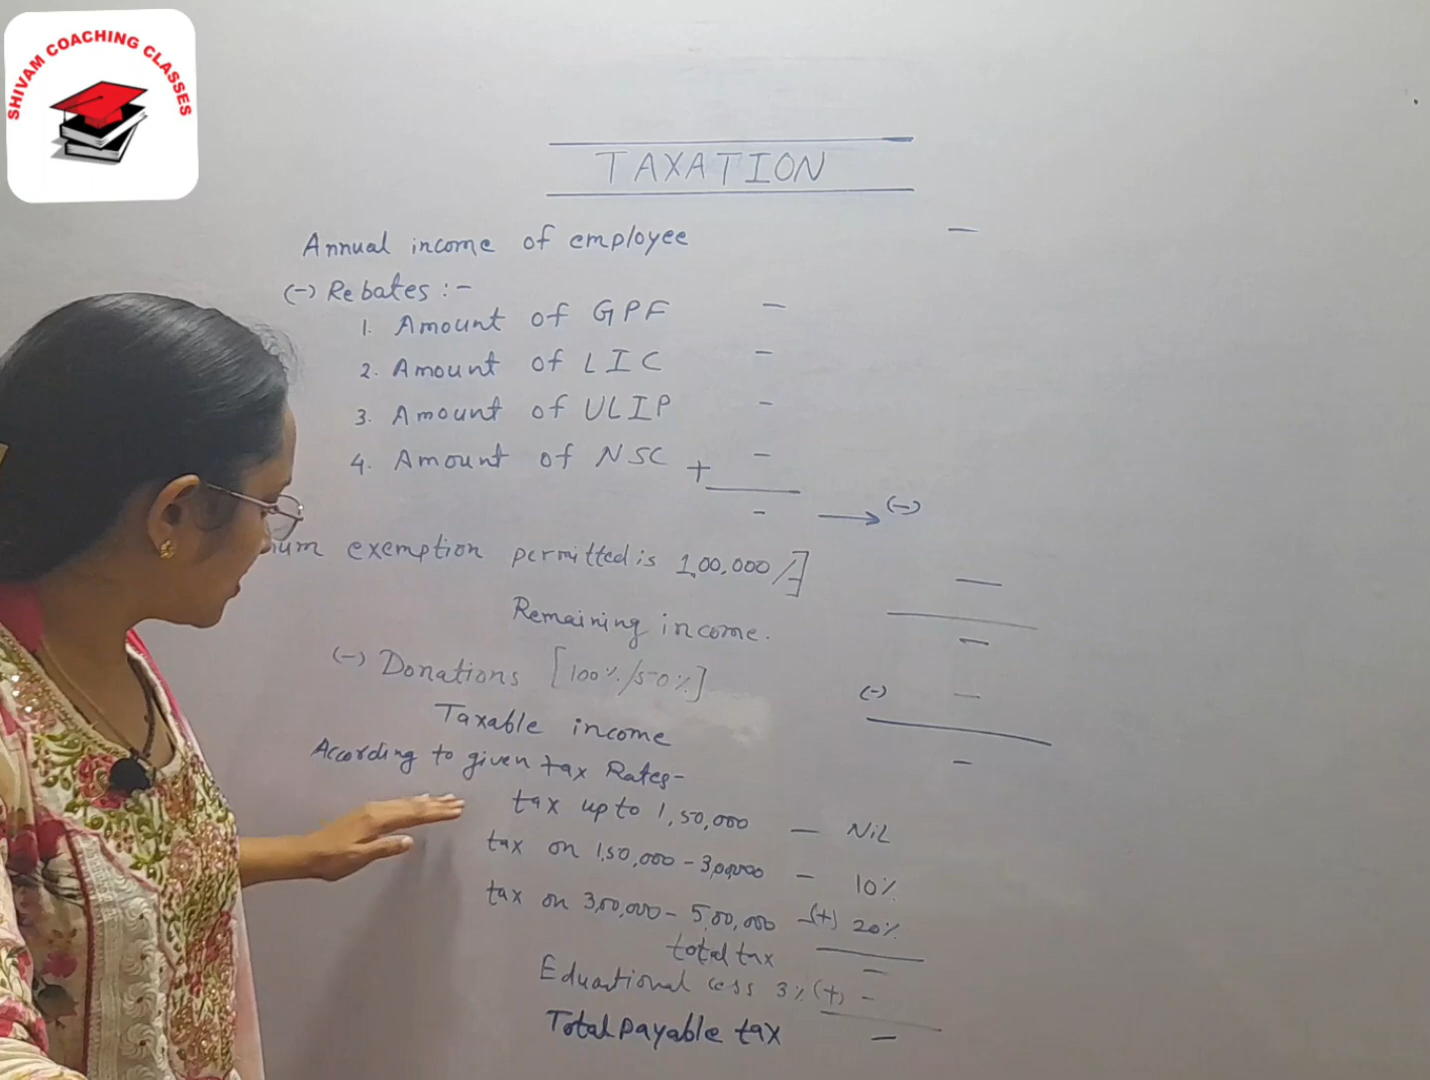 SHIVAM COACHING CLASSES
TAXATION
Annual income of employee —
(-) Rebates :-
1. Amount of GPF —
2. Amount of LIC —
3. Amount of ULIP —
4. Amount of NSC + —
- → (-)
exemption permitted is 1,00,000/-] —
Remaining income. —
(-) Donations [100%/50%] (-) —
Taxable income —
According to given tax Rates-
tax up to 1,50,000 — NiL
tax on 1,50,000 - 3,00,000 — 10%
tax on 3,00,000 - 5,00,000 (+) 20%
total tax —
Eduational cess 3% (+) -
Total payable tax —